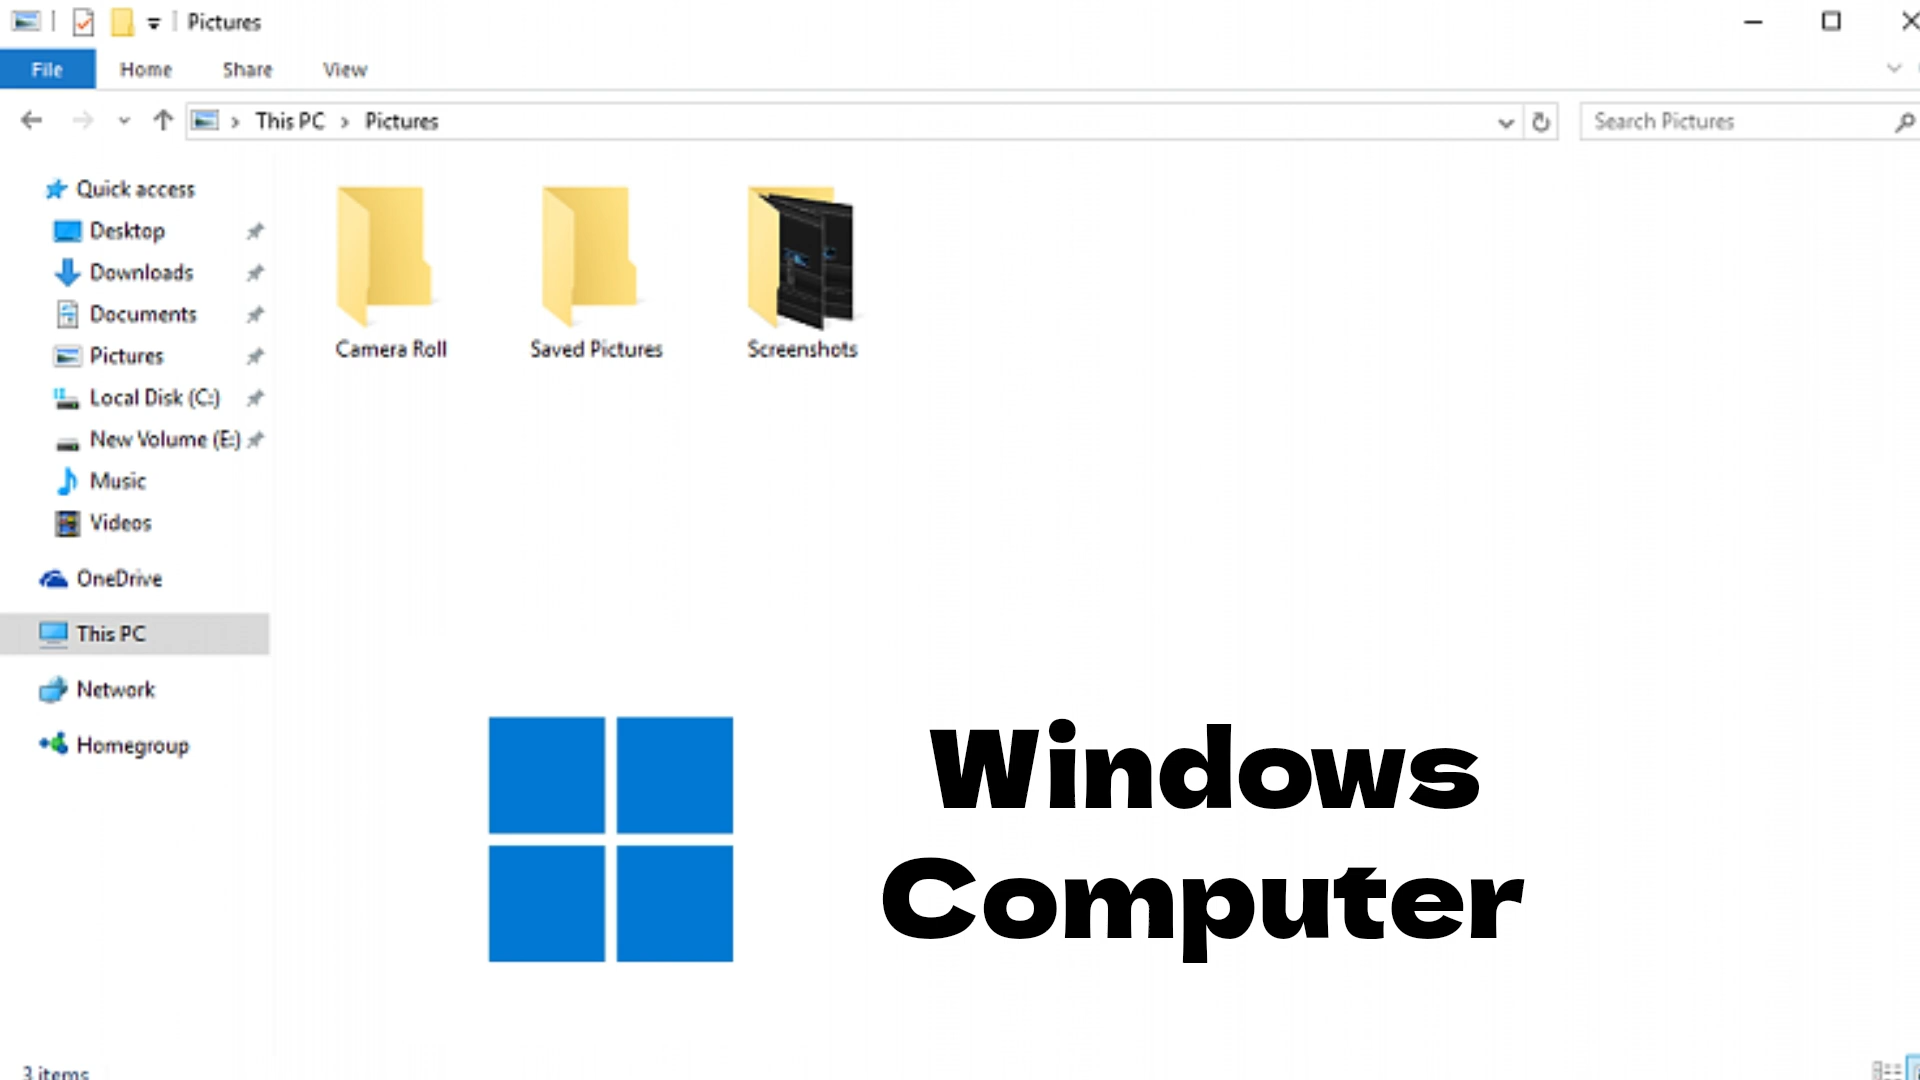 Pictures
File Home Share View
This PC > Pictures
Search Pictures
Quick access
Desktop
Downloads
Documents
Pictures
Local Disk (C:)
New Volume (E:)
Music
Videos
OneDrive
This PC
Network
Homegroup
Camera Roll Saved Pictures Screenshots
Windows
Computer
3 items